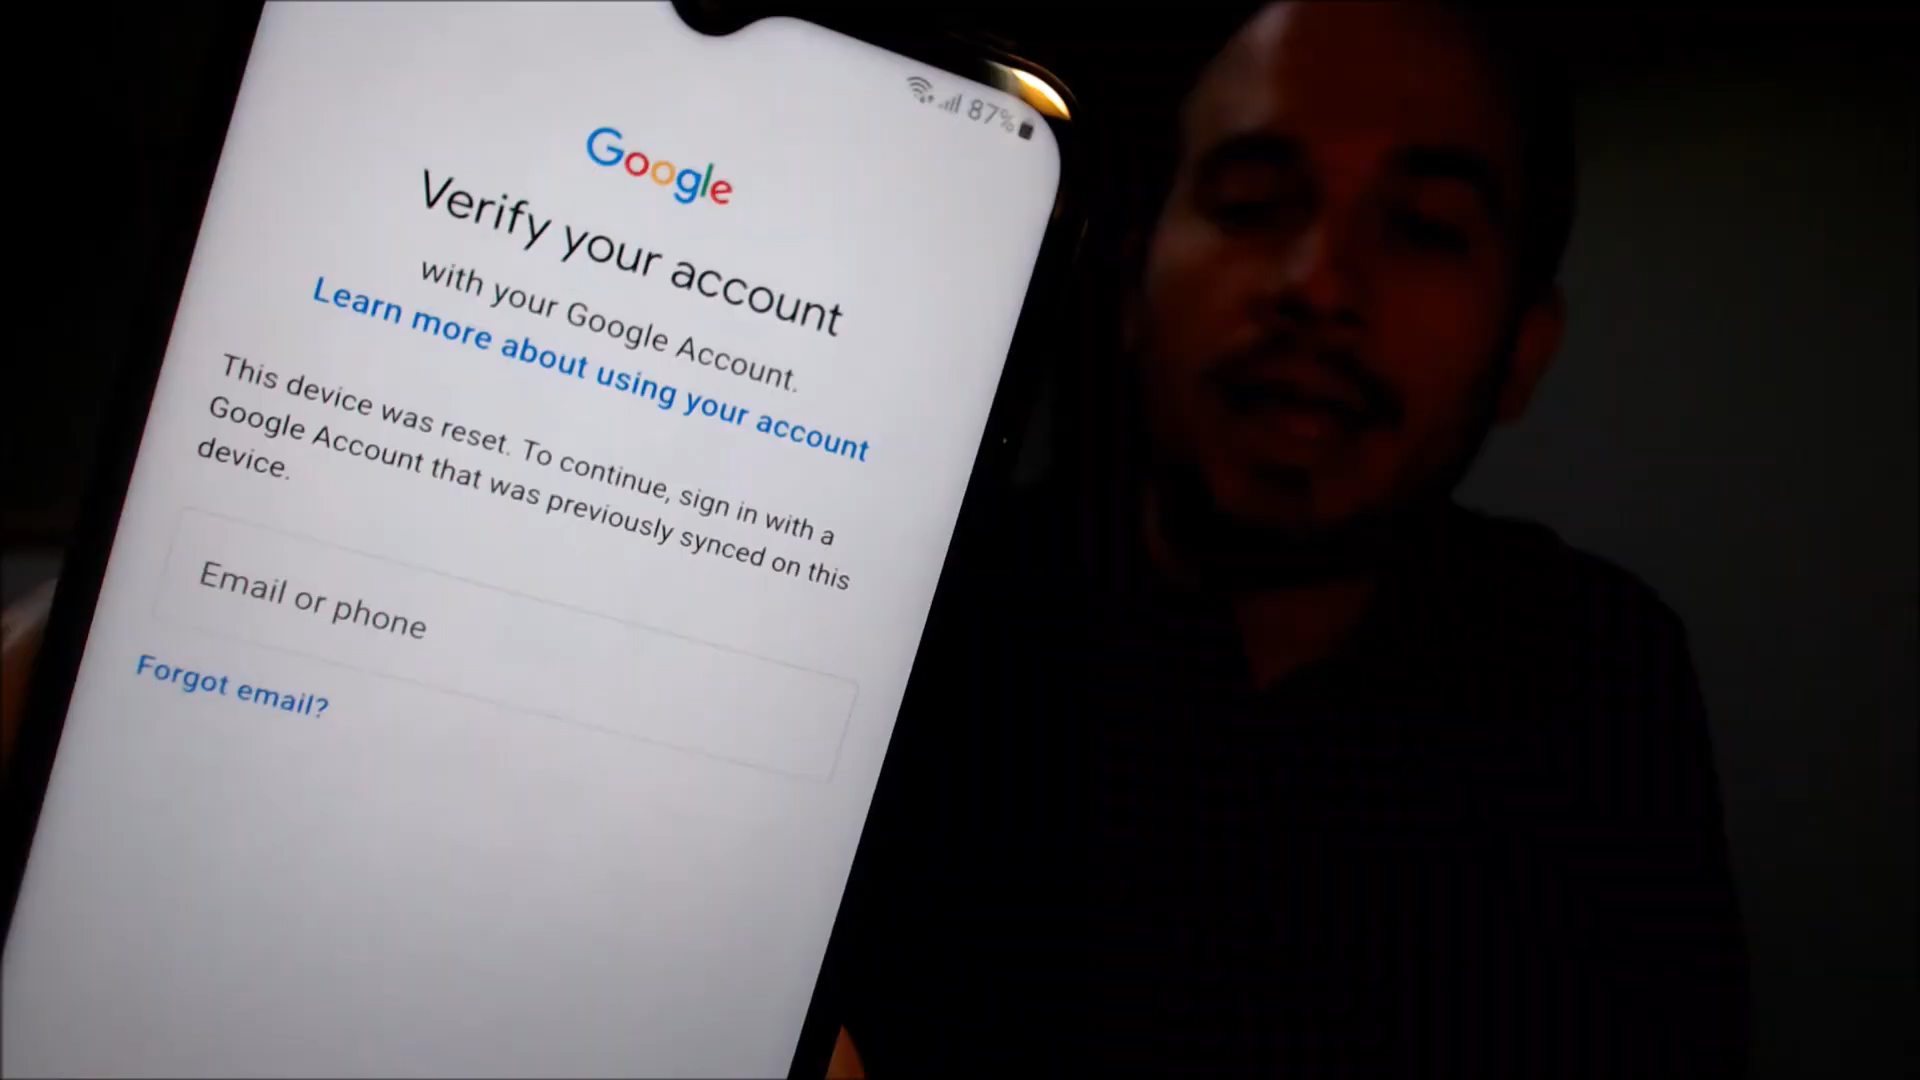 87%
Google
Verify your account
with your Google Account.
Learn more about using your account
This device was reset. To continue, sign in with a
Google Account that was previously synced on this
device.
Email or phone
Forgot email?